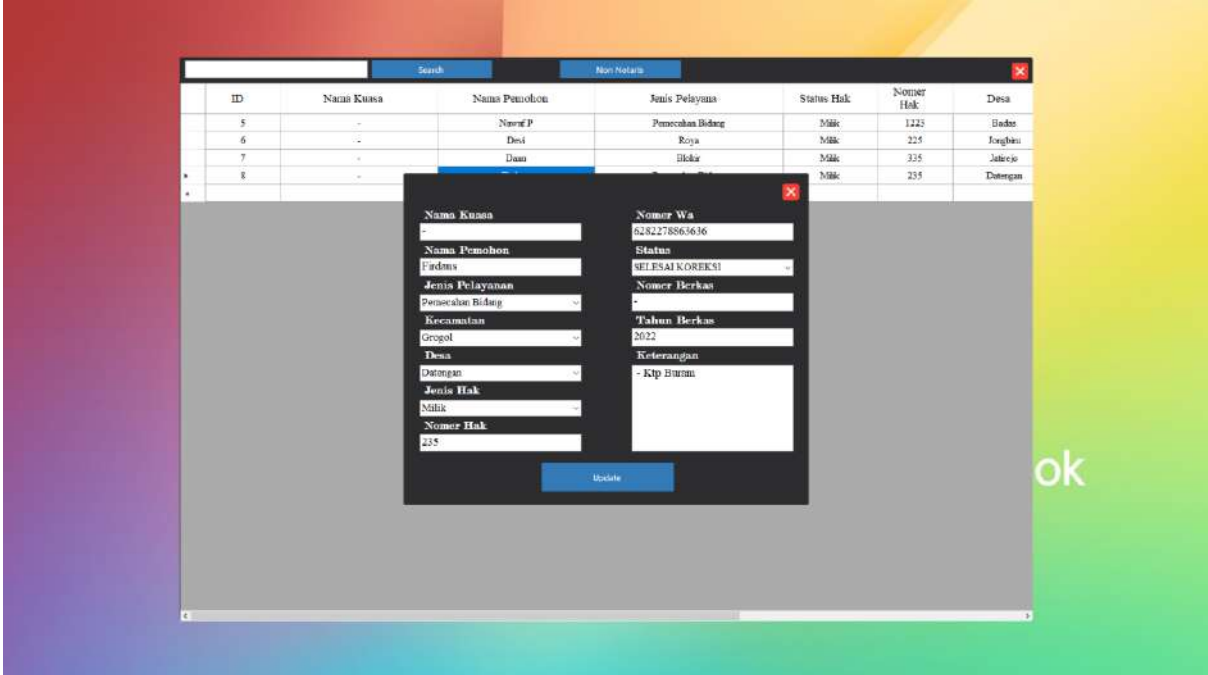 Search Non Notaris
ID Nama Kuasa Nama Pemohon Jenis Pelayana Status Hak Nomer Hak Desa
5 - Nawaf P Pemecahan Bidang Milik 1225 Badas
6 - Desi Roya Milik 225 Jongbiru
7 - Daan Blokir Milik 335 Jatirejo
8 - Milik 235 Datengan
Nama Kuasa
-
Nama Pemohon
Firdaus
Jenis Pelayanan
Pemecahan Bidang
Kecamatan
Grogol
Desa
Datengan
Jenis Hak
Milik
Nomer Hak
235
Nomer Wa
6282278863636
Status
SELESAI KOREKSI
Nomer Berkas
-
Tahun Berkas
2022
Keterangan
- Ktp Buram
Update
ok